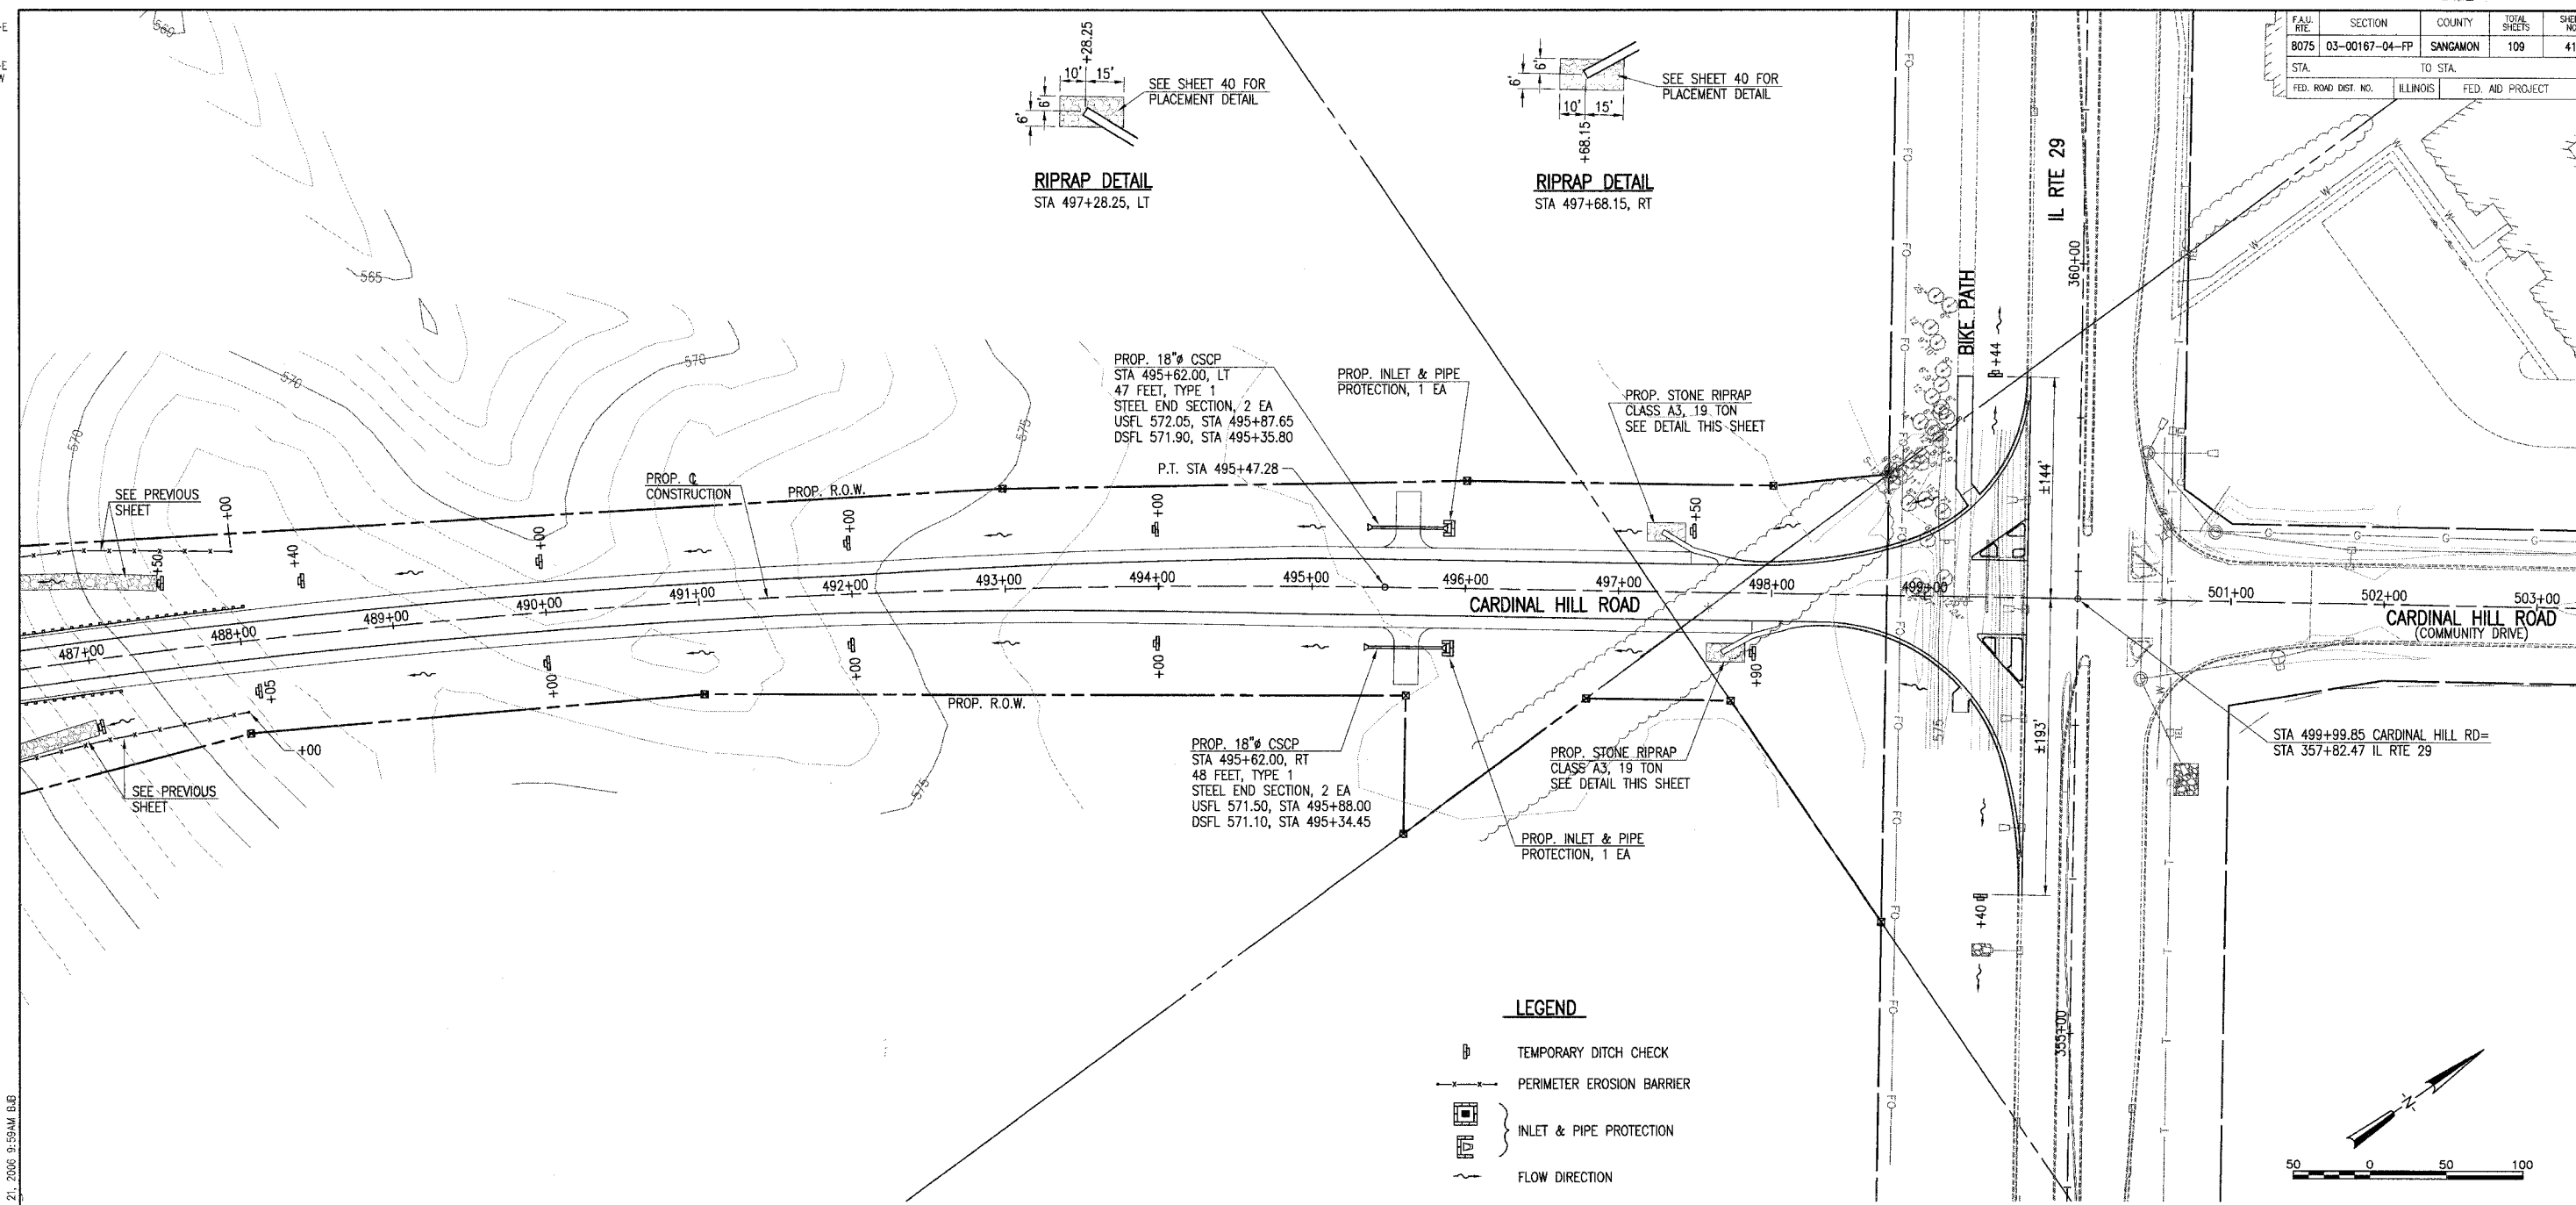 F.A.U. RTE. SECTION COUNTY TOTAL SHEETS
8075 03-00167-04-FP SANGAMON 109 41
STA. TO STA.
FED. ROAD DIST. NO. ILLINOIS FED. AID PROJECT
+28.25
10' 15'
6'
6'
SEE SHEET 40 FOR
PLACEMENT DETAIL
RIPRAP DETAIL
STA 497+28.25, LT
6'
6'
10' 15'
+68.15
SEE SHEET 40 FOR
PLACEMENT DETAIL
RIPRAP DETAIL
STA 497+68.15, RT
IL RTE 29
360+00
BIKE PATH
+44
560
565
570
570
570
575
PROP. 18"ø CSCP
STA 495+62.00, LT
47 FEET, TYPE 1
STEEL END SECTION, 2 EA
USFL 572.05, STA 495+87.65
DSFL 571.90, STA 495+35.80
PROP. INLET & PIPE
PROTECTION, 1 EA
PROP. STONE RIPRAP
CLASS A3, 19 TON
SEE DETAIL THIS SHEET
P.T. STA 495+47.28
SEE PREVIOUS
SHEET
+00
PROP. ℄
CONSTRUCTION
PROP. R.O.W.
+50
+40
+00
+00
+00
+50
±144'
487+00 488+00 489+00 490+00 491+00 492+00 493+00 494+00 495+00 496+00 497+00 498+00 499+00 501+00 502+00 503+00
CARDINAL HILL ROAD
CARDINAL HILL ROAD
(COMMUNITY DRIVE)
+05
+00
+00
+00
+90
PROP. R.O.W.
+00
SEE PREVIOUS
SHEET
575
575
±193'
PROP. 18"ø CSCP
STA 495+62.00, RT
48 FEET, TYPE 1
STEEL END SECTION, 2 EA
USFL 571.50, STA 495+88.00
DSFL 571.10, STA 495+34.45
PROP. STONE RIPRAP
CLASS A3, 19 TON
SEE DETAIL THIS SHEET
PROP. INLET & PIPE
PROTECTION, 1 EA
STA 499+99.85 CARDINAL HILL RD=
STA 357+82.47 IL RTE 29
+40
355+00
LEGEND
TEMPORARY DITCH CHECK
PERIMETER EROSION BARRIER
INLET & PIPE PROTECTION
FLOW DIRECTION
N
50 0 50 100
21, 2006 9:59AM BJB